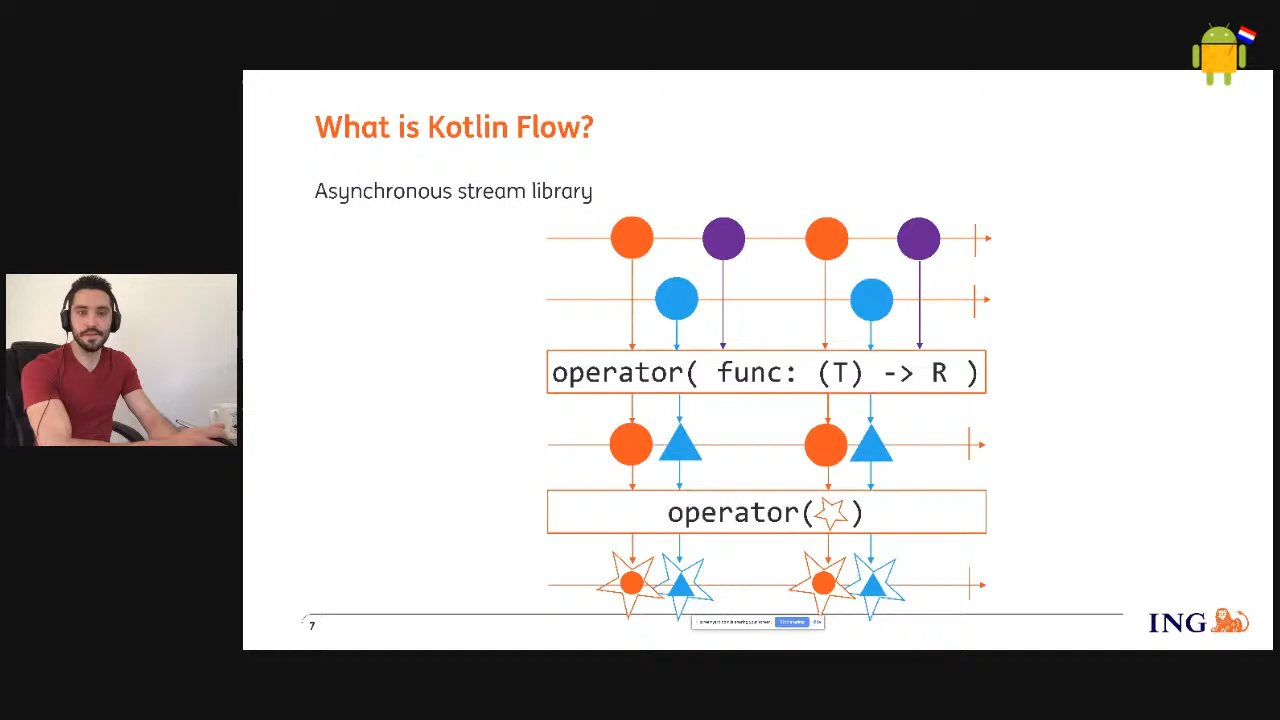 What is Kotlin Flow?
Asynchronous stream library
operator( func: (T) -> R )
operator( )
7
ING